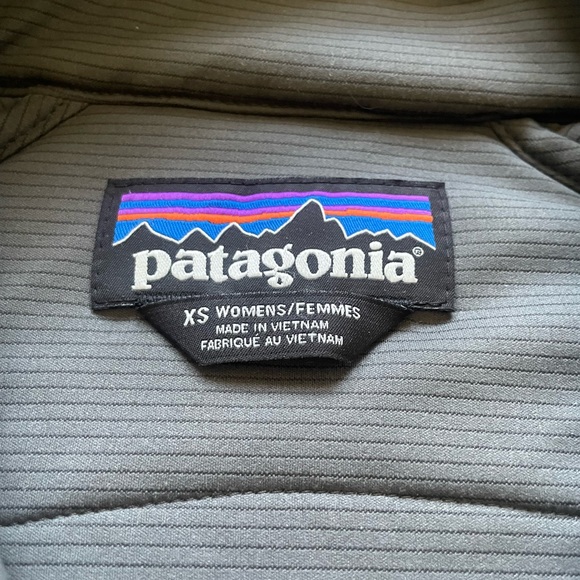 patagonia®
XS WOMENS/FEMMES
MADE IN VIETNAM
FABRIQUÉ AU VIETNAM